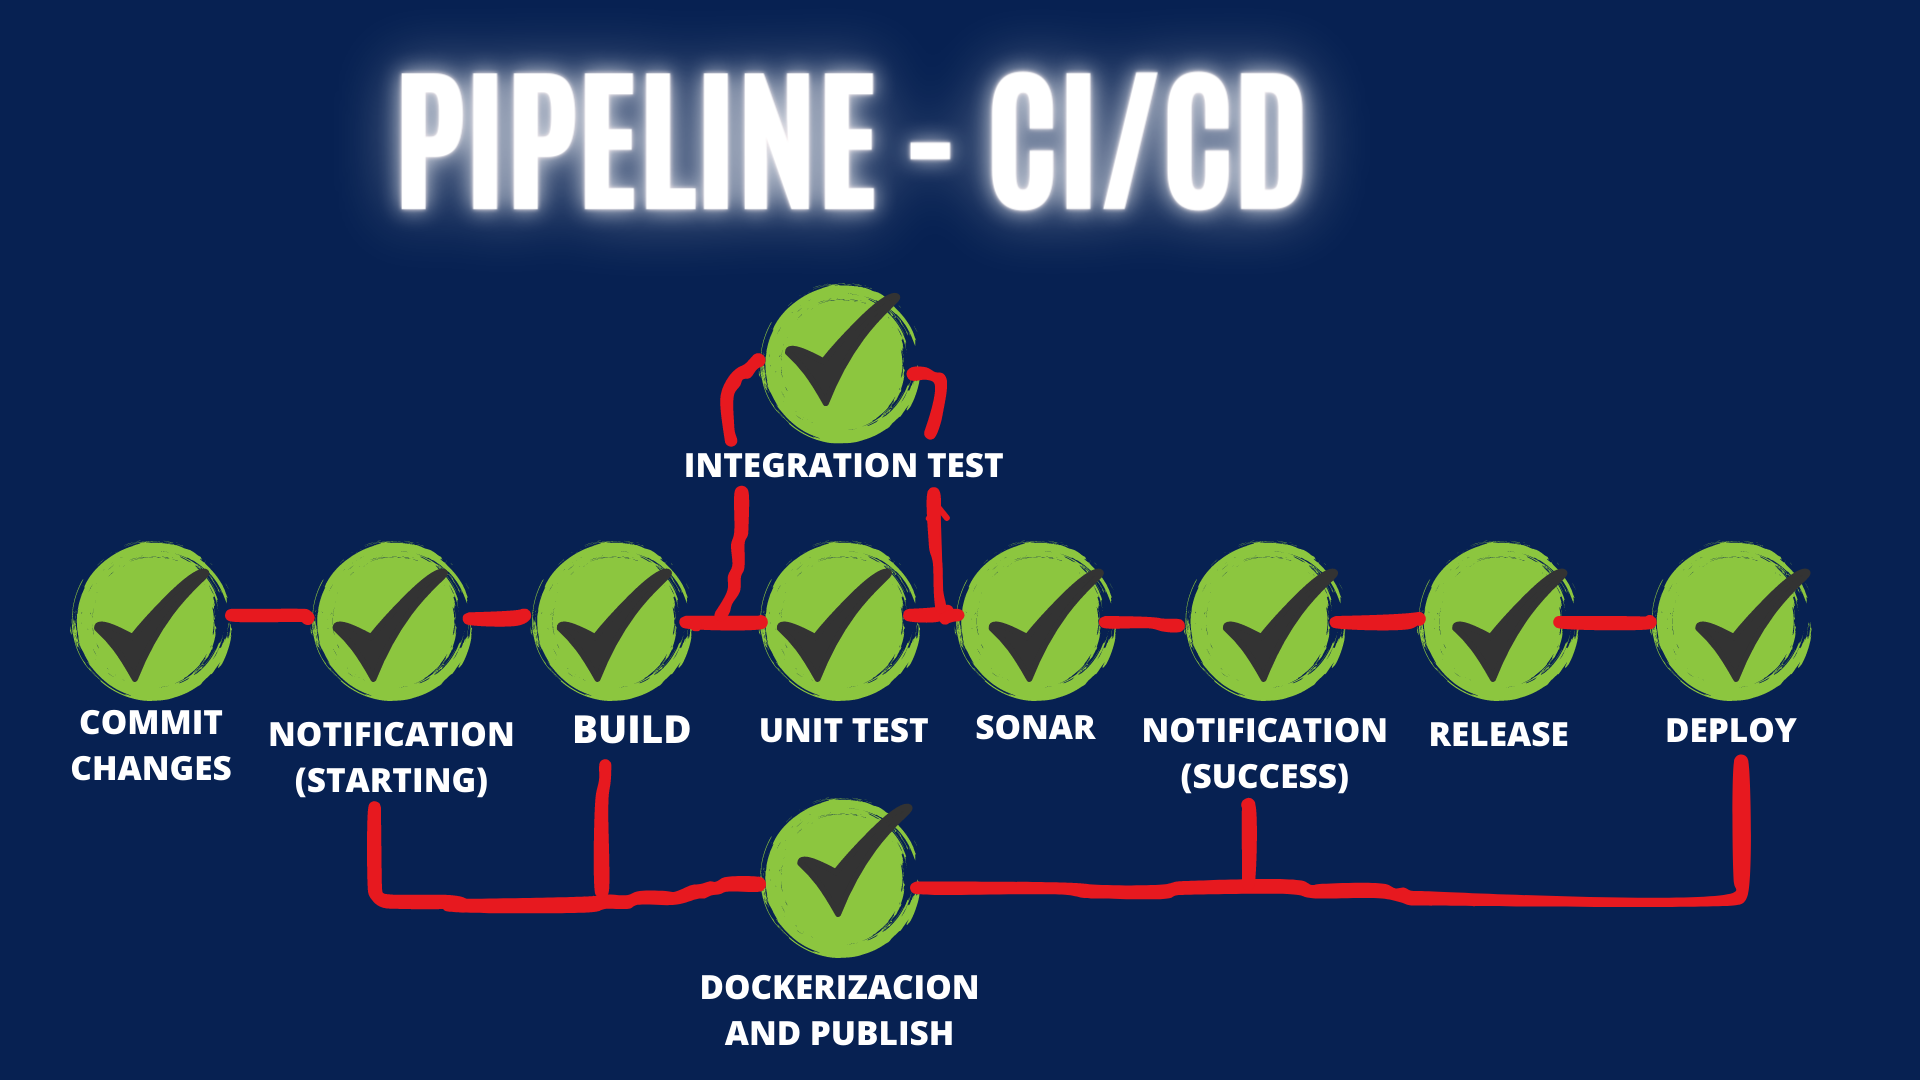 PIPELINE - CI/CD
INTEGRATION TEST
COMMIT
CHANGES
NOTIFICATION
(STARTING)
BUILD
UNIT TEST
SONAR
NOTIFICATION
(SUCCESS)
RELEASE
DEPLOY
DOCKERIZACION
AND PUBLISH